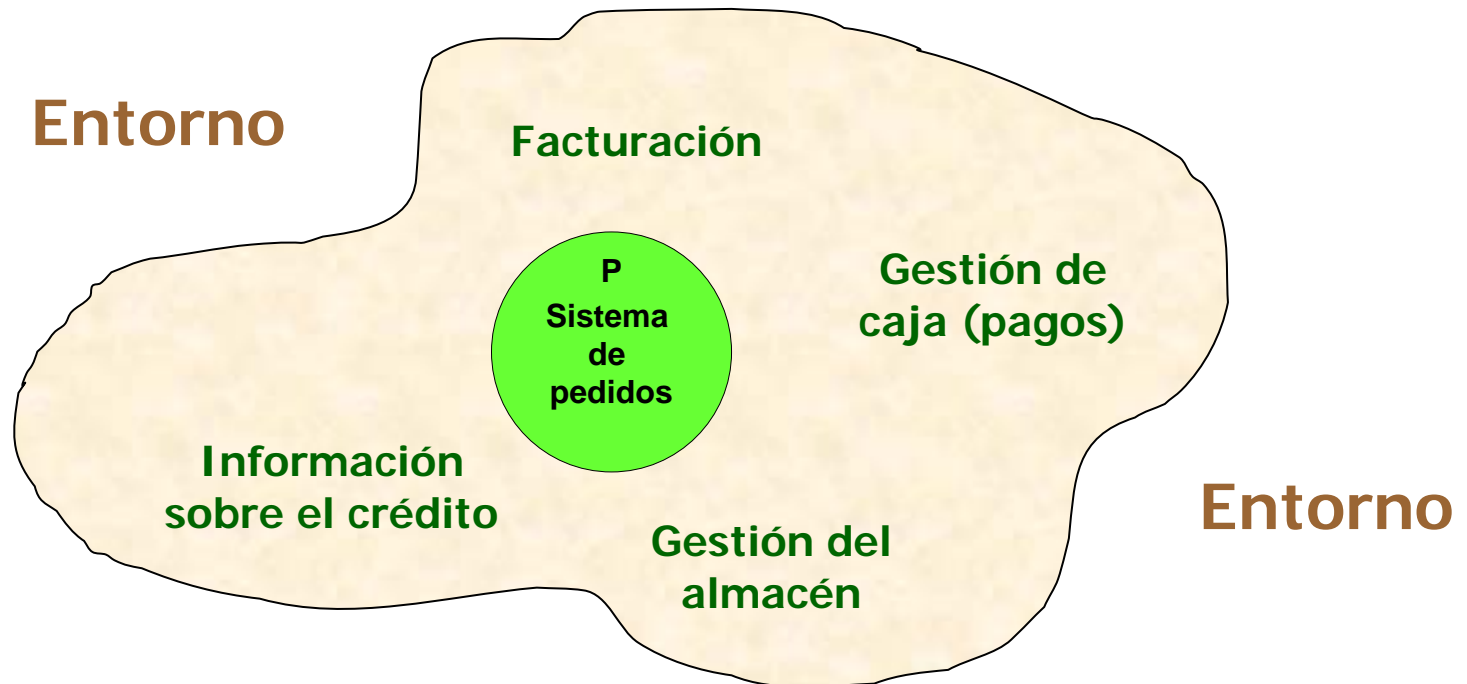 Entorno
Facturación
P
Sistema
de
pedidos
Gestión de
caja (pagos)
Información
sobre el crédito
Gestión del
almacén
Entorno